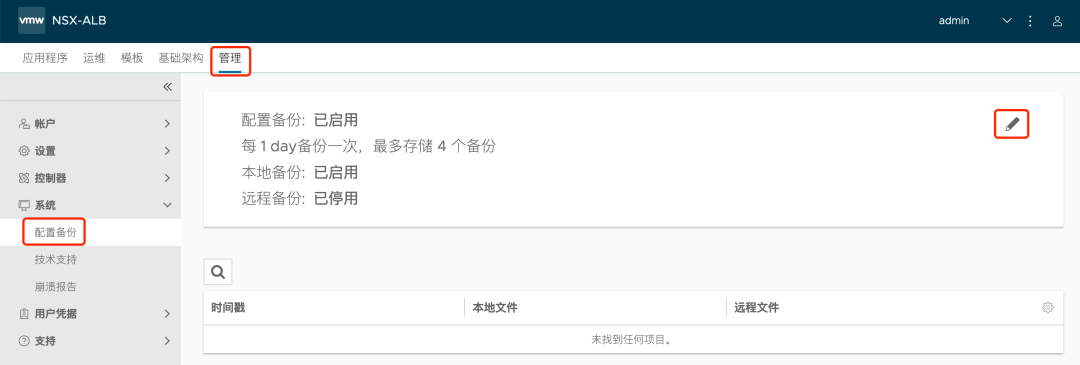 vmw NSX-ALB admin
应用程序 运维 模板 基础架构 管理
帐户
设置
控制器
系统
配置备份
技术支持
崩溃报告
用户凭据
支持
配置备份: 已启用
每 1 day备份一次，最多存储 4 个备份
本地备份: 已启用
远程备份: 已停用
时间戳 本地文件 远程文件
未找到任何项目。